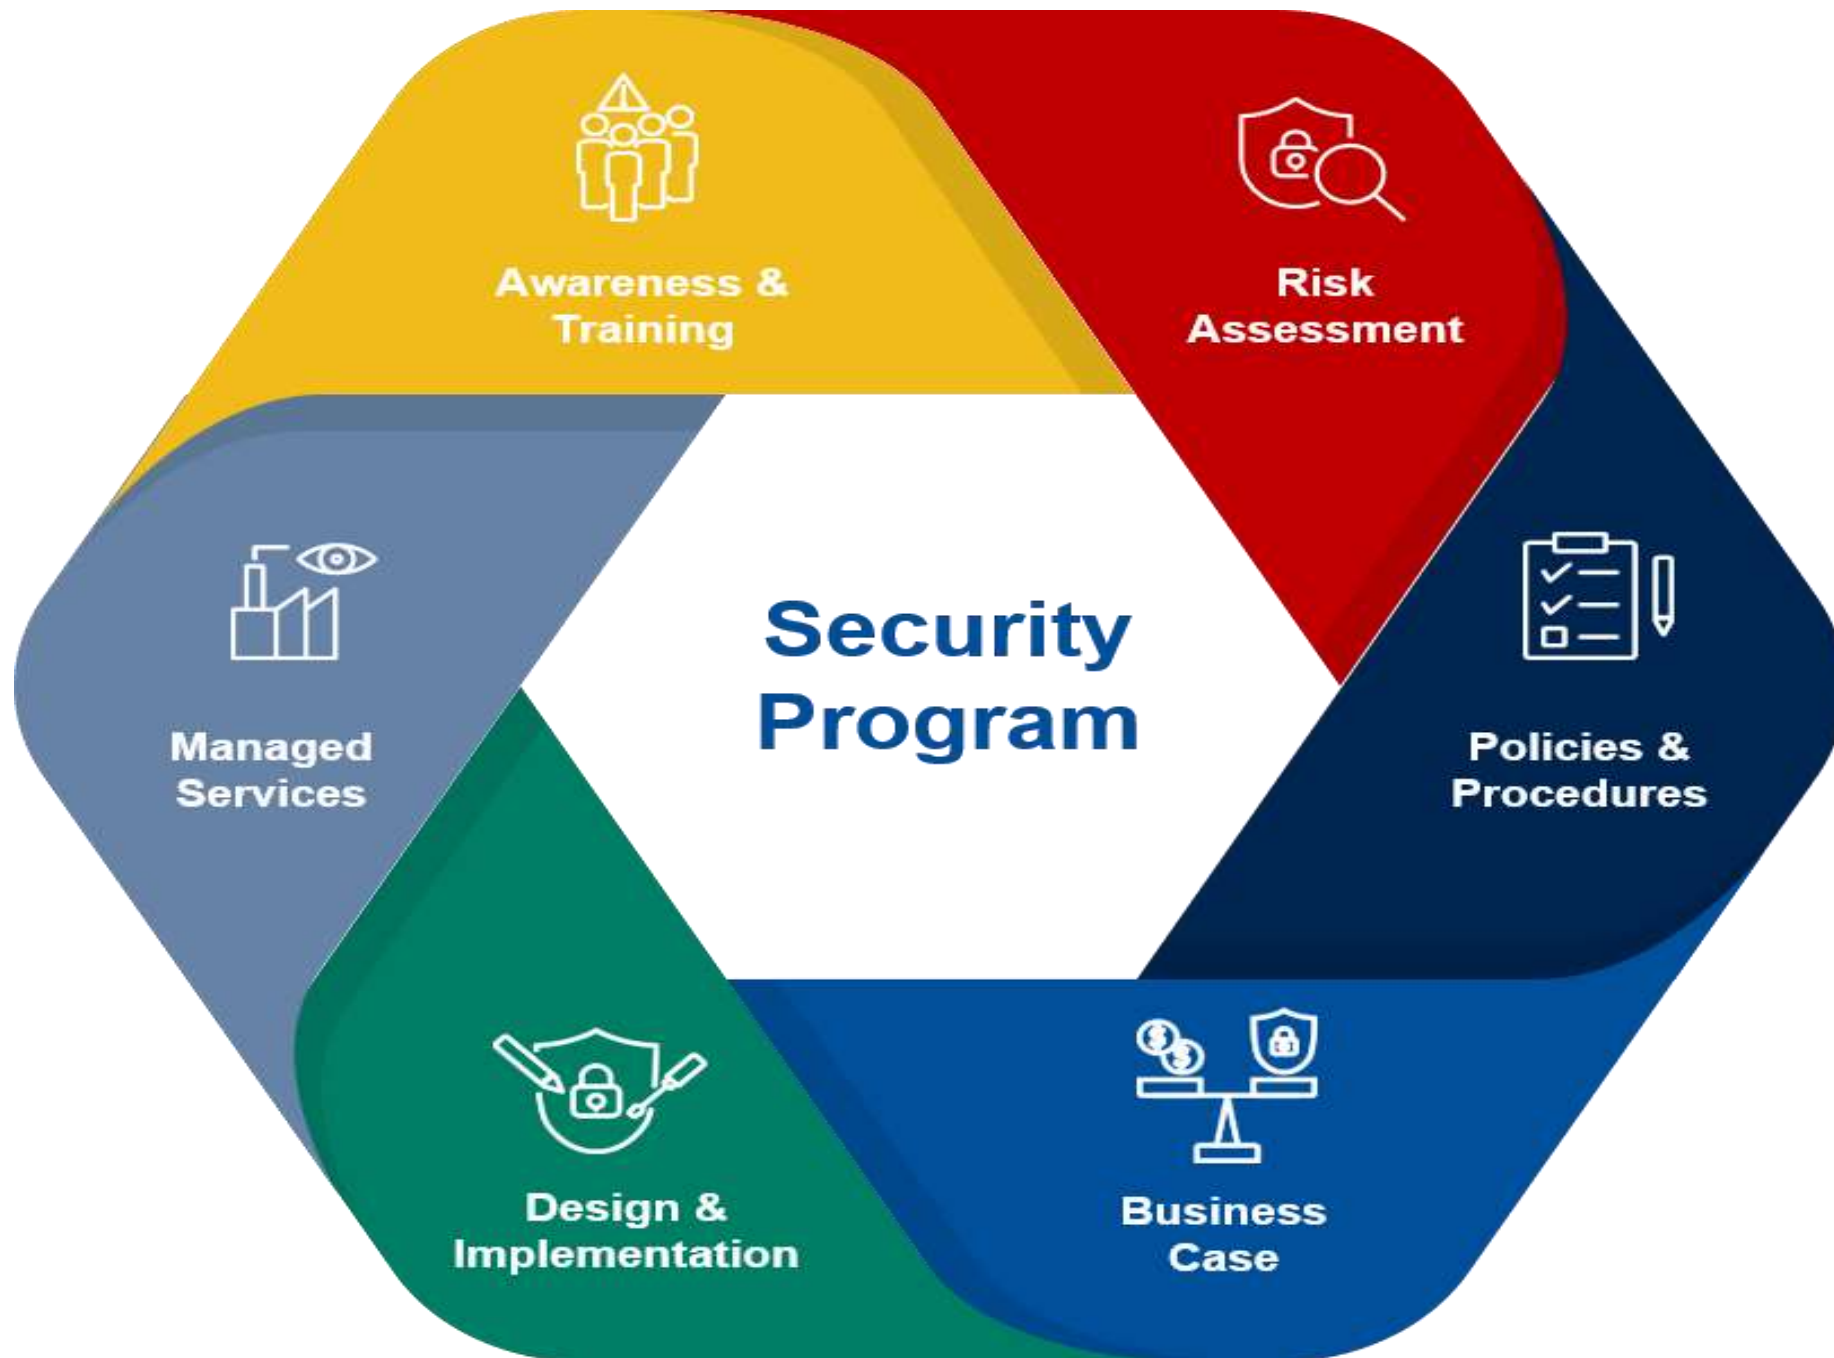 Awareness &
Training
Risk
Assessment
Managed
Services
Security
Program
Policies &
Procedures
Design &
Implementation
Business
Case